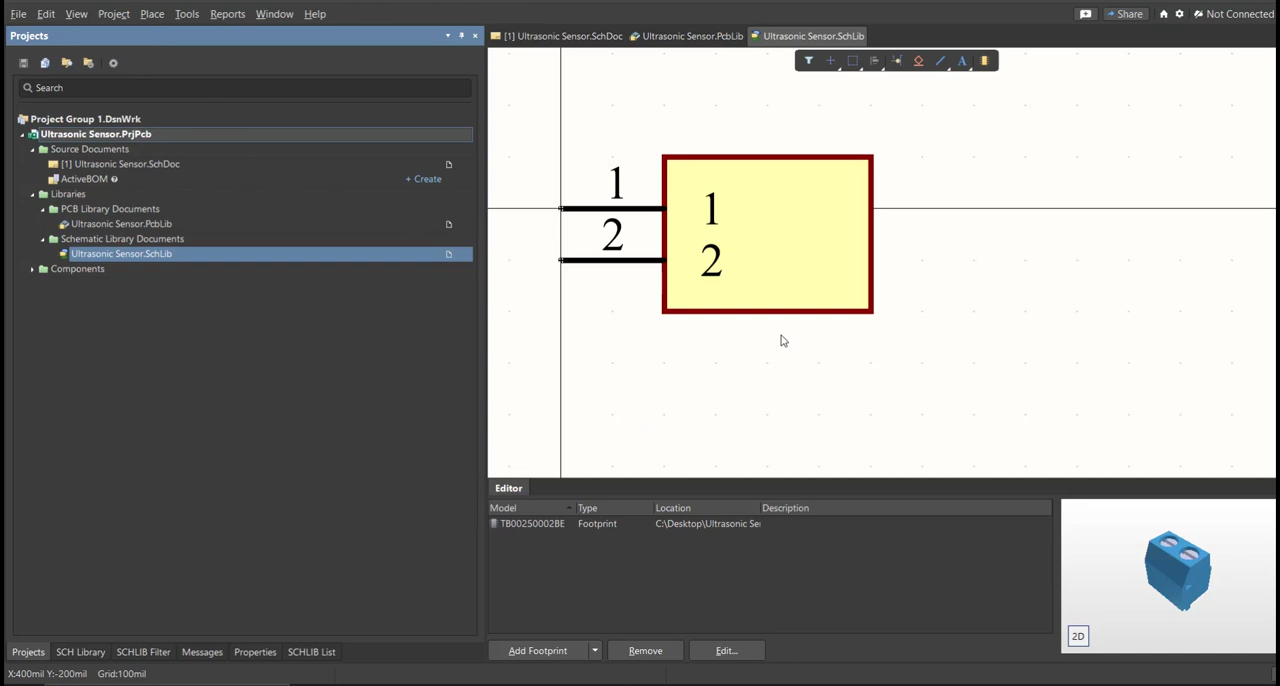 File Edit View Project Place Tools Reports Window Help
Share Not Connected
Projects
[1] Ultrasonic Sensor.SchDoc Ultrasonic Sensor.PcbLib Ultrasonic Sensor.SchLib
A
Search
Project Group 1.DsnWrk
Ultrasonic Sensor.PrjPcb
Source Documents
[1] Ultrasonic Sensor.SchDoc
ActiveBOM + Create
Libraries
PCB Library Documents
Ultrasonic Sensor.PcbLib
Schematic Library Documents
Ultrasonic Sensor.SchLib
Components
1
1
2
2
Editor
Model Type Location Description
TB00250002BE Footprint C:\Desktop\Ultrasonic Se
2D
Add Footprint Remove Edit...
Projects SCH Library SCHLIB Filter Messages Properties SCHLIB List
X:400mil Y:-200mil Grid:100mil